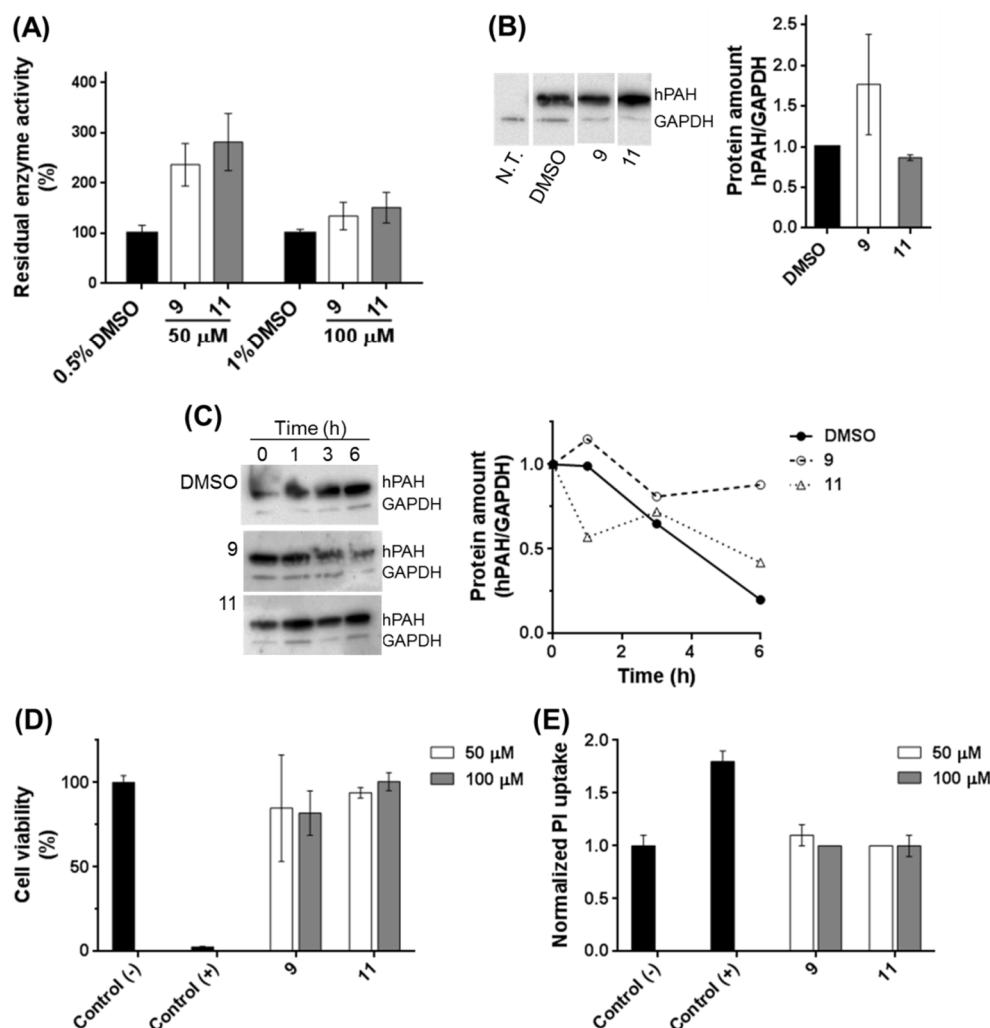 (A)
Residual enzyme activity
(%)
400
300
200
100
0
0.5% DMSO
9
11
50 µM
1% DMSO
9
11
100 µM
(B)
hPAH
GAPDH
N.T.
DMSO
9
11
Protein amount
hPAH/GAPDH
2.5
2.0
1.5
1.0
0.5
0.0
DMSO
9
11
(C)
Time (h)
0 1 3 6
DMSO
hPAH
GAPDH
9
hPAH
GAPDH
11
hPAH
GAPDH
Protein amount
(hPAH/GAPDH)
1.0
0.5
0.0
0 2 4 6
Time (h)
DMSO
9
11
(D)
Cell viability
(%)
100
50
0
Control (-)
Control (+)
9
11
50 µM
100 µM
(E)
Normalized PI uptake
2.0
1.5
1.0
0.5
0.0
Control (-)
Control (+)
9
11
50 µM
100 µM